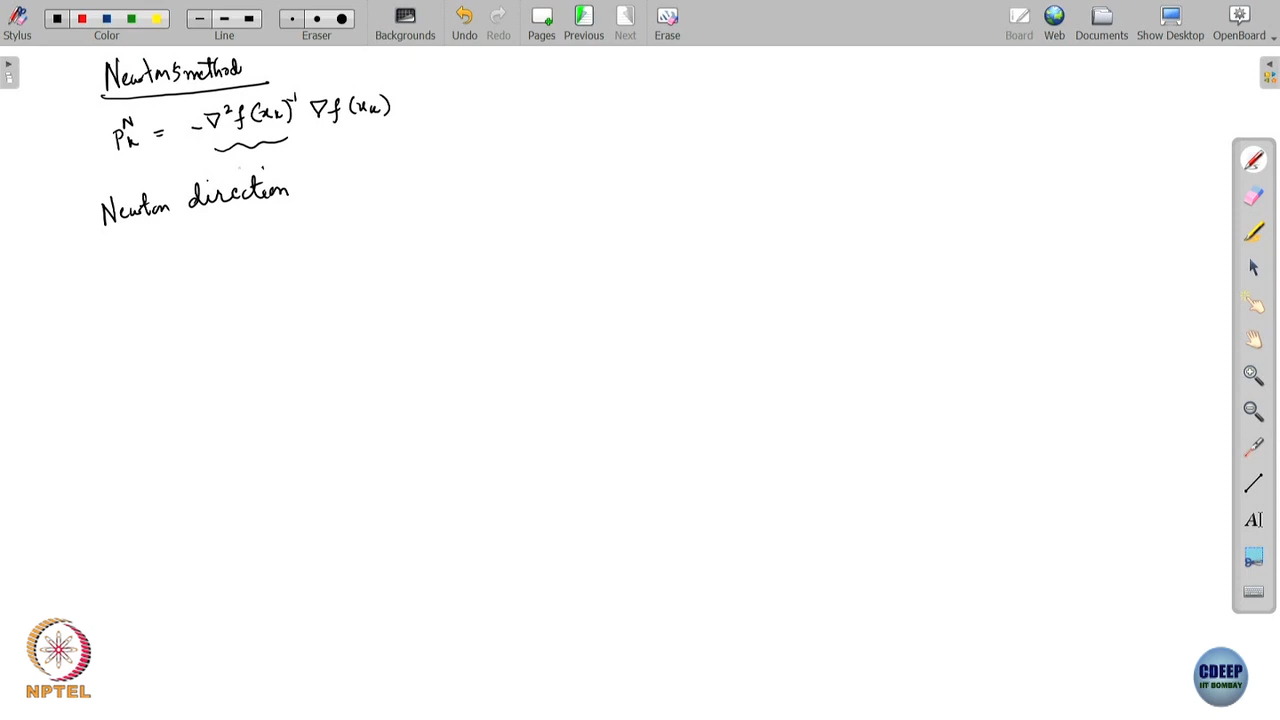 Stylus
Color
Line
Eraser
Backgrounds
Undo
Redo
Pages
Previous
Next
Erase
Board
Web
Documents
Show Desktop
OpenBoard
Newton's method
p_k^N = -∇²f(x_k)⁻¹ ∇f(x_k)
Newton direction
AI
NPTEL
CDEEP
IIT BOMBAY